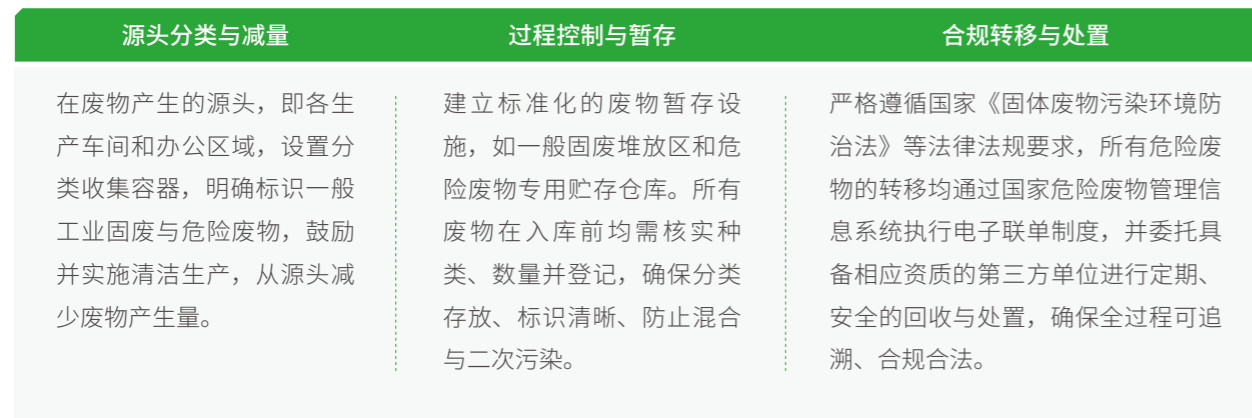 源头分类与减量
在废物产生的源头，即各生
产车间和办公区域，设置分
类收集容器，明确标识一般
工业固废与危险废物，鼓励
并实施清洁生产，从源头减
少废物产生量。
过程控制与暂存
建立标准化的废物暂存设
施，如一般固废堆放区和危
险废物专用贮存仓库。所有
废物在入库前均需核实种
类、数量并登记，确保分类
存放、标识清晰、防止混合
与二次污染。
合规转移与处置
严格遵循国家《固体废物污染环境防
治法》等法律法规要求，所有危险废
物的转移均通过国家危险废物管理信
息系统执行电子联单制度，并委托具
备相应资质的第三方单位进行定期、
安全的回收与处置，确保全过程可追
溯、合规合法。